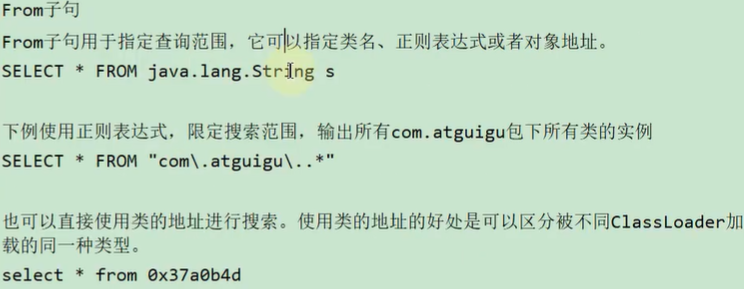 From子句
From子句用于指定查询范围，它可以指定类名、正则表达式或者对象地址。
SELECT * FROM java.lang.String s
下例使用正则表达式，限定搜索范围，输出所有com.atguigu包下所有类的实例
SELECT * FROM "com\.atguigu\..*"
也可以直接使用类的地址进行搜索。使用类的地址的好处是可以区分被不同ClassLoader加
载的同一种类型。
select * from 0x37a0b4d